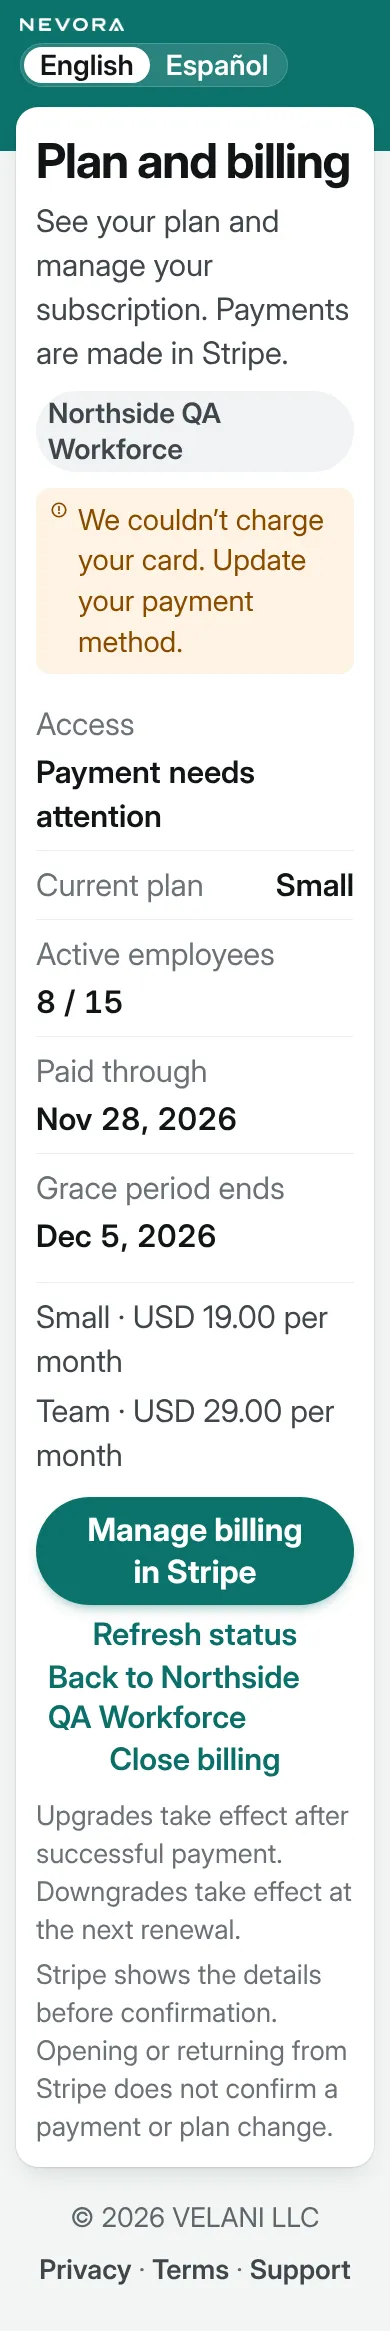 NEVORA
English Español
Plan and billing
See your plan and
manage your
subscription. Payments
are made in Stripe.
Northside QA
Workforce
We couldn’t charge
your card. Update
your payment
method.
Access
Payment needs
attention
Current plan Small
Active employees
8 / 15
Paid through
Nov 28, 2026
Grace period ends
Dec 5, 2026
Small · USD 19.00 per
month
Team · USD 29.00 per
month
Manage billing
in Stripe
Refresh status
Back to Northside
QA Workforce
Close billing
Upgrades take effect after
successful payment.
Downgrades take effect at
the next renewal.
Stripe shows the details
before confirmation.
Opening or returning from
Stripe does not confirm a
payment or plan change.
© 2026 VELANI LLC
Privacy · Terms · Support